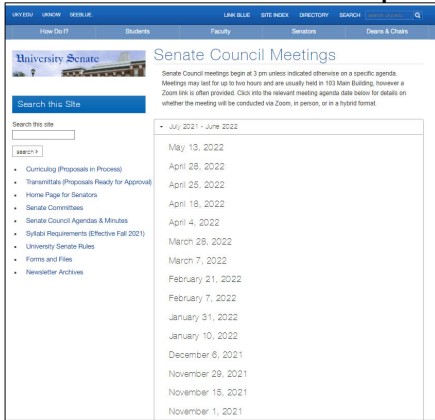 UKY.EDU UKNOW SEEBLUE. LINK BLUE SITE INDEX DIRECTORY SEARCH
How Do I? Students Faculty Senators Deans & Chairs
University Senate
Search this Site
Search this site
search >
• Curriculog (Proposals in Process)
• Transmittals (Proposals Ready for Approval)
• Home Page for Senators
• Senate Committees
• Senate Council Agendas & Minutes
• Syllabi Requirements (Effective Fall 2021)
• University Senate Rules
• Forms and Files
• Newsletter Archives
Senate Council Meetings
Senate Council meetings begin at 3 pm unless indicated otherwise on a specific agenda.
Meetings may last for up to two hours and are usually held in 103 Main Building, however a
Zoom link is often provided. Click into the relevant meeting agenda date below for details on
whether the meeting will be conducted via Zoom, in person, or in a hybrid format.
July 2021 - June 2022
May 13, 2022
April 28, 2022
April 25, 2022
April 18, 2022
April 4, 2022
March 28, 2022
March 7, 2022
February 21, 2022
February 7, 2022
January 31, 2022
January 10, 2022
December 6, 2021
November 29, 2021
November 15, 2021
November 1, 2021